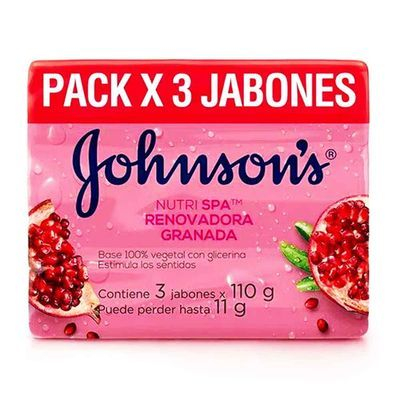 PACK X 3 JABONES
Johnson's®
NUTRI SPA™
RENOVADORA
GRANADA
Base 100% vegetal con glicerina
Estimula los sentidos
Contiene 3 jabones x 110 g
Puede perder hasta 11 g